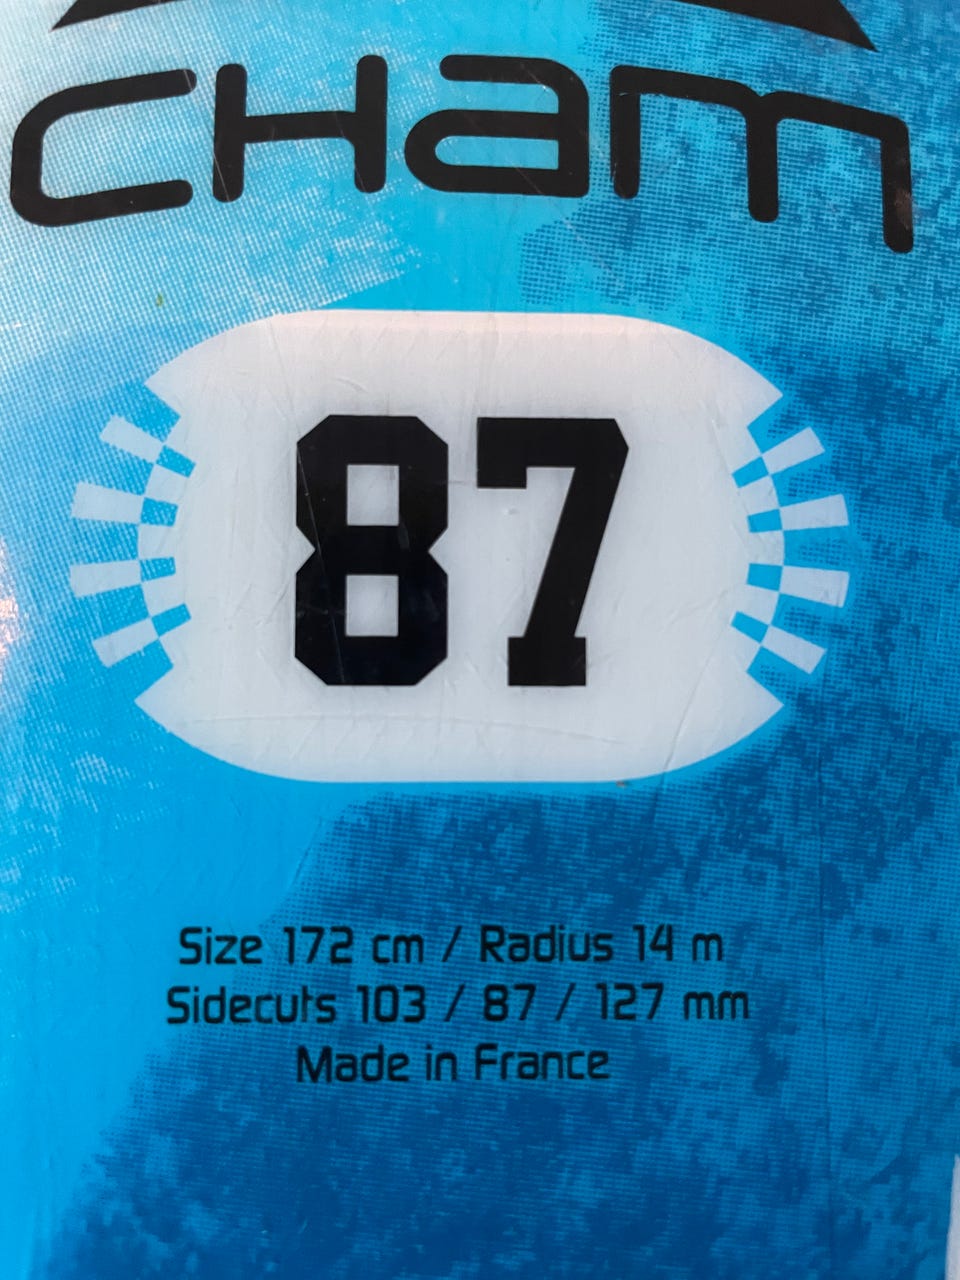 CHam
87
Size 172 cm / Radius 14 m
Sidecuts 103 / 87 / 127 mm
Made in France